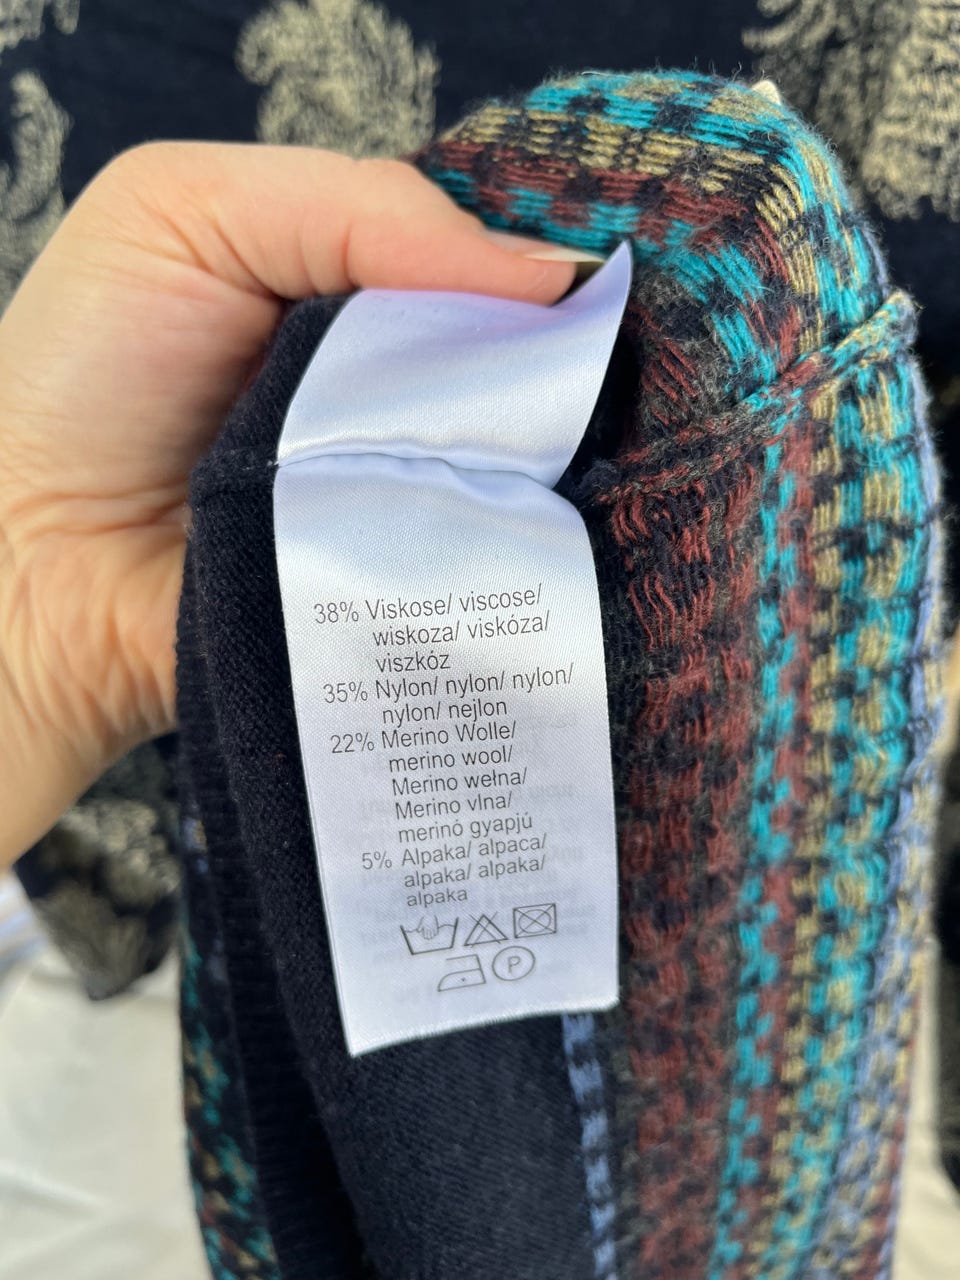 38% Viskose/ viscose/
wiskoza/ viskóza/
viszkóz
35% Nylon/ nylon/ nylon/
nylon/ nejlon
22% Merino Wolle/
merino wool/
Merino wełna/
Merino vlna/
merinó gyapjú
5% Alpaka/ alpaca/
alpaka/ alpaka/
alpaka
P